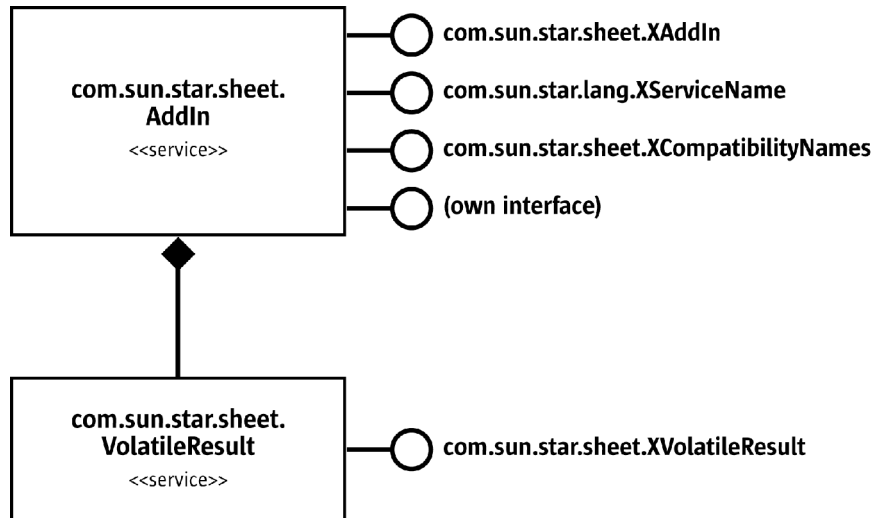 com.sun.star.sheet.
AddIn
<<service>>
com.sun.star.sheet.XAddIn
com.sun.star.lang.XServiceName
com.sun.star.sheet.XCompatibilityNames
(own interface)
com.sun.star.sheet.
VolatileResult
<<service>>
com.sun.star.sheet.XVolatileResult